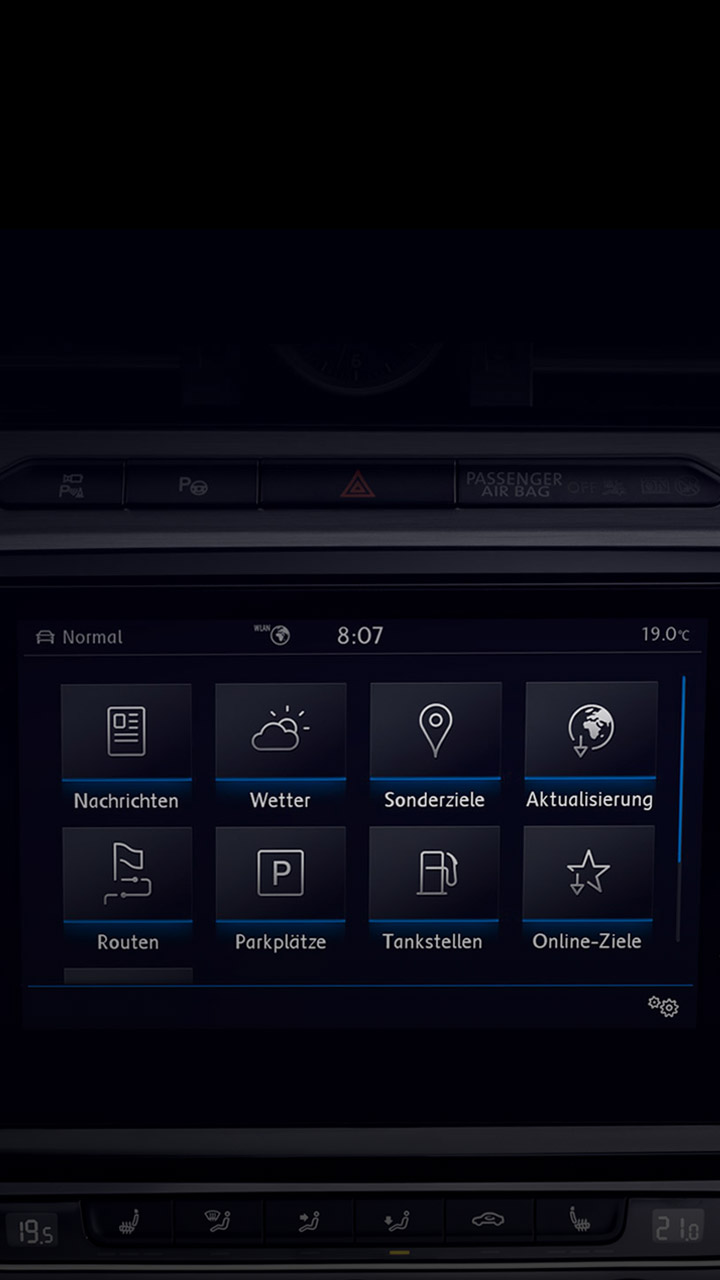 P
P
PASSENGER
AIR BAG
OFF
Normal
WLAN
8:07
19.0°C
Nachrichten
Wetter
Sonderziele
Aktualisierung
P
Routen
Parkplätze
Tankstellen
Online-Ziele
19.5
21.0